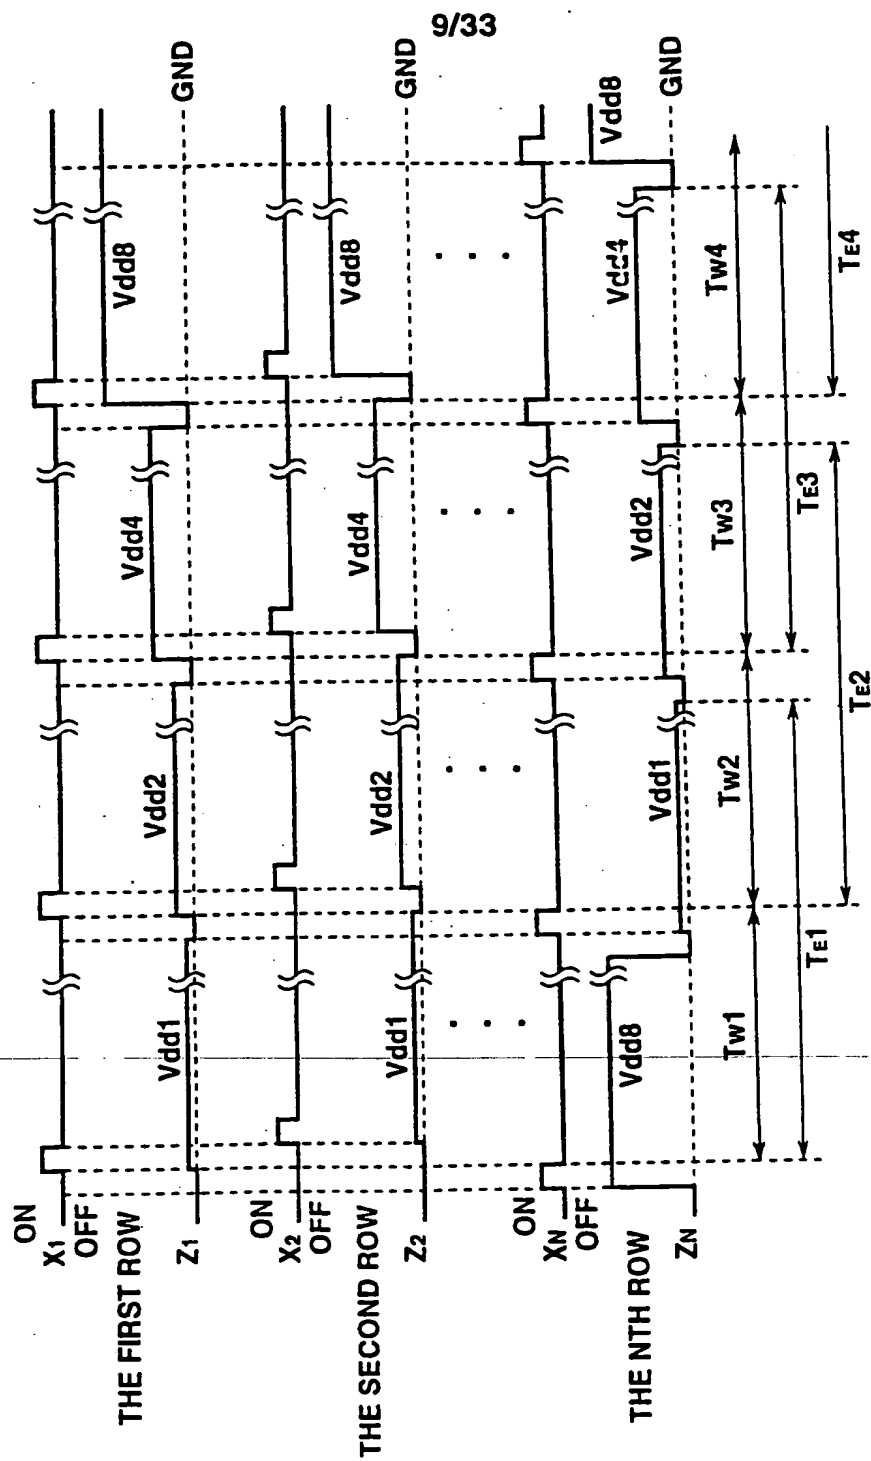 9/33
ON
X1
OFF
THE FIRST ROW
Z1
Vdd1
Vdd2
Vdd4
Vdd8
GND
ON
X2
OFF
THE SECOND ROW
Z2
Vdd1
Vdd2
Vdd4
Vdd8
GND
ON
XN
OFF
THE NTH ROW
ZN
Vdd8
Vdd1
Vdd2
Vdd4
Vdd8
GND
TW1
TW2
TW3
TW4
TE1
TE3
TE2
TE4